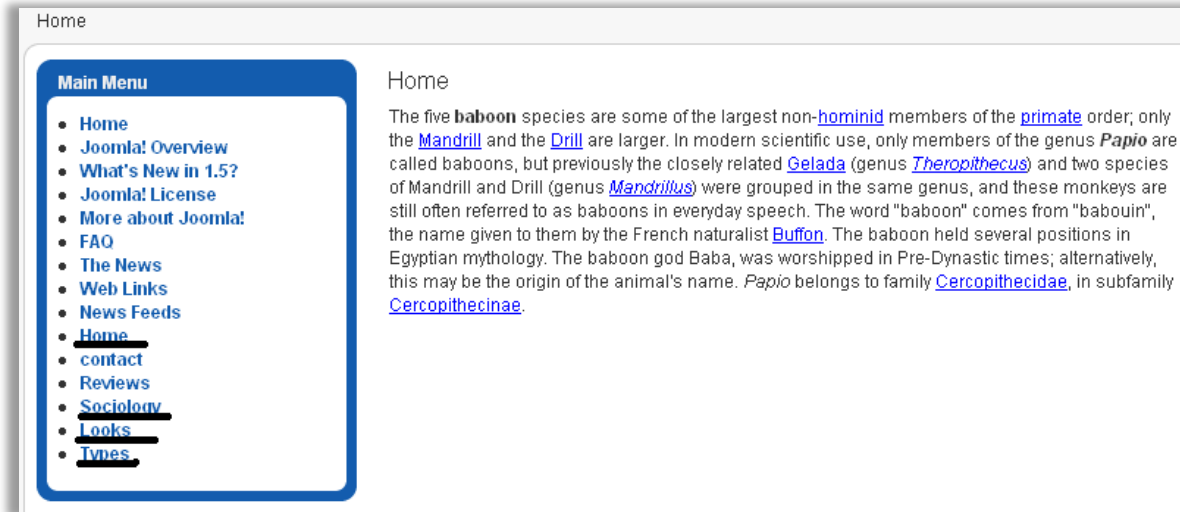 Home
Main Menu
Home
Joomla! Overview
What's New in 1.5?
Joomla! License
More about Joomla!
FAQ
The News
Web Links
News Feeds
Home
contact
Reviews
Sociology
Looks
Types
Home
The five baboon species are some of the largest non-hominid members of the primate order; only
the Mandrill and the Drill are larger. In modern scientific use, only members of the genus Papio are
called baboons, but previously the closely related Gelada (genus Theropithecus) and two species
of Mandrill and Drill (genus Mandrillus) were grouped in the same genus, and these monkeys are
still often referred to as baboons in everyday speech. The word "baboon" comes from "babouin",
the name given to them by the French naturalist Buffon. The baboon held several positions in
Egyptian mythology. The baboon god Baba, was worshipped in Pre-Dynastic times; alternatively,
this may be the origin of the animal's name. Papio belongs to family Cercopithecidae, in subfamily
Cercopithecinae.